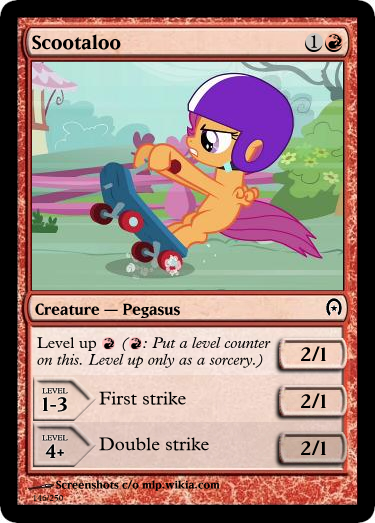 Scootaloo 1
Creature — Pegasus
Level up (: Put a level counter
on this. Level up only as a sorcery.)
2/1
LEVEL
1-3
First strike
2/1
LEVEL
4+
Double strike
2/1
Screenshots c/o mlp.wikia.com
146/250